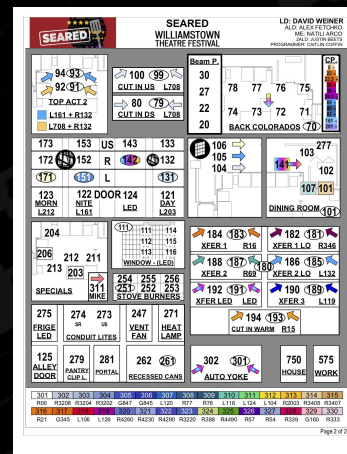 SEARED
SEARED
WILLIAMSTOWN
THEATRE FESTIVAL
LD: DAVID WEINER
ALD: ALEX FETCHKO
ME: NATILI ARCO
2ALD: JUSTIN BEETS
PROGRAMMER: CAITLIN COFFIN
94 93
92 91
TOP ACT 2
L161 + R132
L708 + R132
100 99
CUT IN US L708
80 79
CUT IN DS L708
Beam P.
30
27
22
20
78 77 76 75
74 73 72 71
BACK COLORADOS 70
CP
173 153 US 143 133
172 152 R 142 132
171 151 L 131
123 122 DOOR 124 121
MORN NITE LED DAY
L212 L161 L203
106
105
104
103 277
141 102
107 101
DINING ROOM 101
204
206
213 212 211
203
SPECIALS
311
MIKE
111
111 114
112 115
113 116
WINDOW - (LED)
254 255 256
251 252 253
STOVE BURNERS
184 183
XFER 1 R16
182 181
XFER 1 LQ R346
188 187
XFER 2 R69
180
186 185
XFER 2 LQ L132
192 191
XFER LED LED
190 189
XFER 3 L119
194 193
CUT IN WARM R15
275
FRIGE
LED
274 273
SR US
CONDUIT LITES
247
VENT
FAN
271
HEAT
LAMP
125
ALLEY
DOOR
279
PANTRY
CLIP L.
281
PORTAL
262 261
RECESSED CANS
302 301
AUTO YOKE
750
HOUSE
575
WORK
301 302 303 304 305 306 307 308 309 310 311 312 313 314 315
R00 R3208 R3204 R3202 G847 G845 L120 R77 R76 L116 L124 L104 R2003 R3408 R3407
316 317 318 319 320 321 322 323 324 325 326 327 328 329 330
R21 G345 L106 L126 R4260 R4230 R4290 R3220 R388 R4490 R57 R54 R339 G160 R333
Page 2 of 2